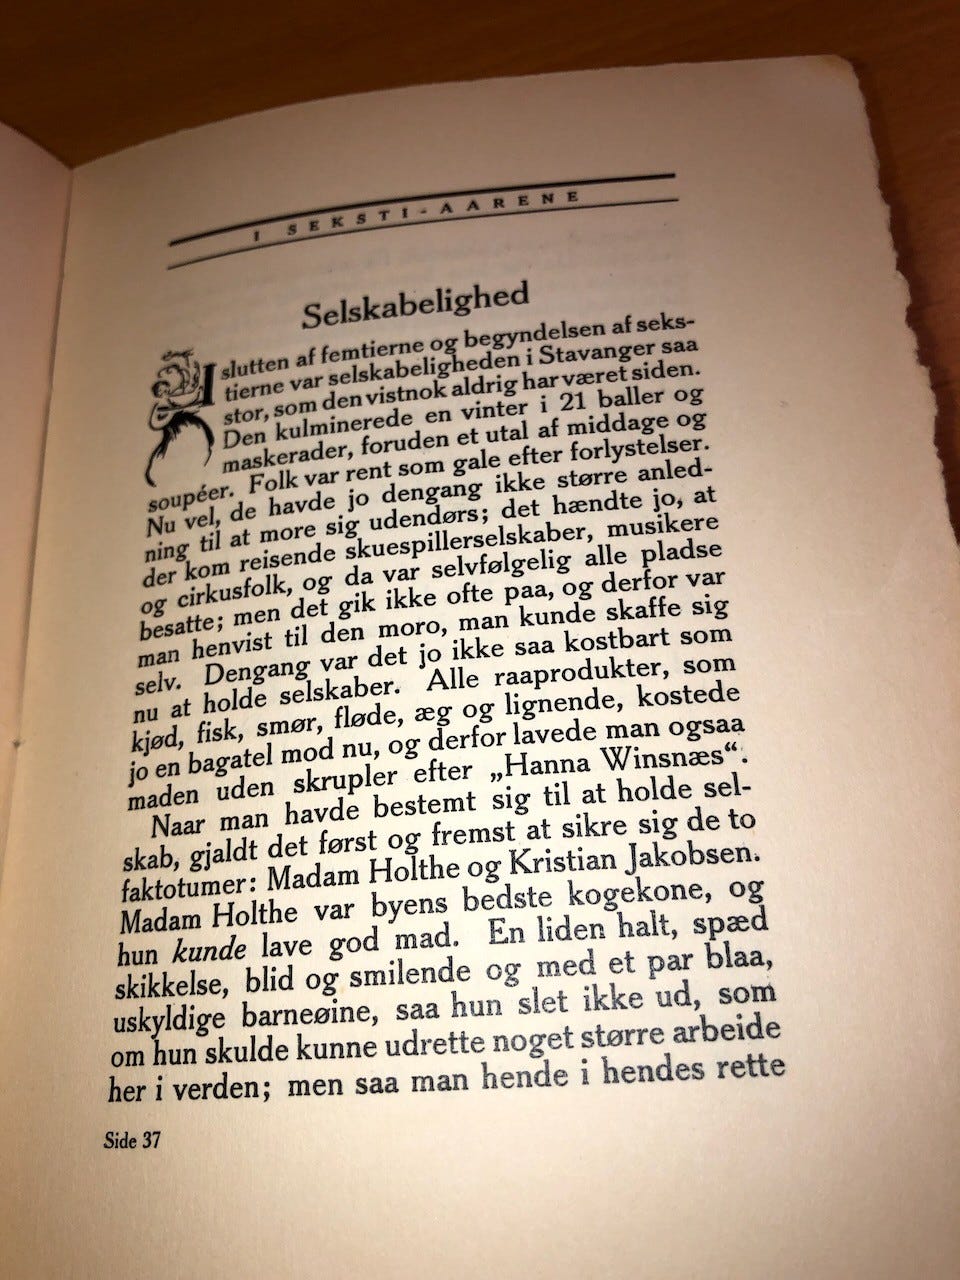 I SEKSTI-AARENE
Selskabelighed
I slutten af femtierne og begyndelsen af seks-
tierne var selskabeligheden i Stavanger saa
stor, som den vistnok aldrig har været siden.
Den kulminerede en vinter i 21 baller og
maskerader, foruden et utal af middage og
soupéer. Folk var rent som gale efter forlystelser.
Nu vel, de havde jo dengang ikke større anled-
ning til at more sig udendørs; det hændte jo, at
der kom reisende skuespillerselskaber, musikere
og cirkusfolk, og da var selvfølgelig alle pladse
besatte; men det gik ikke ofte paa, og derfor var
man henvist til den moro, man kunde skaffe sig
selv. Dengang var det jo ikke saa kostbart som
nu at holde selskaber. Alle raaprodukter, som
kjød, fisk, smør, fløde, æg og lignende, kostede
jo en bagatel mod nu, og derfor lavede man ogsaa
maden uden skrupler efter „Hanna Winsnæs“.
Naar man havde bestemt sig til at holde sel-
skab, gjaldt det først og fremst at sikre sig de to
faktotumer: Madam Holthe og Kristian Jakobsen.
Madam Holthe var byens bedste kogekone, og
hun kunde lave god mad. En liden halt, spæd
skikkelse, blid og smilende og med et par blaa,
uskyldige barneøine, saa hun slet ikke ud, som
om hun skulde kunne udrette noget større arbeide
her i verden; men saa man hende i hendes rette
Side 37